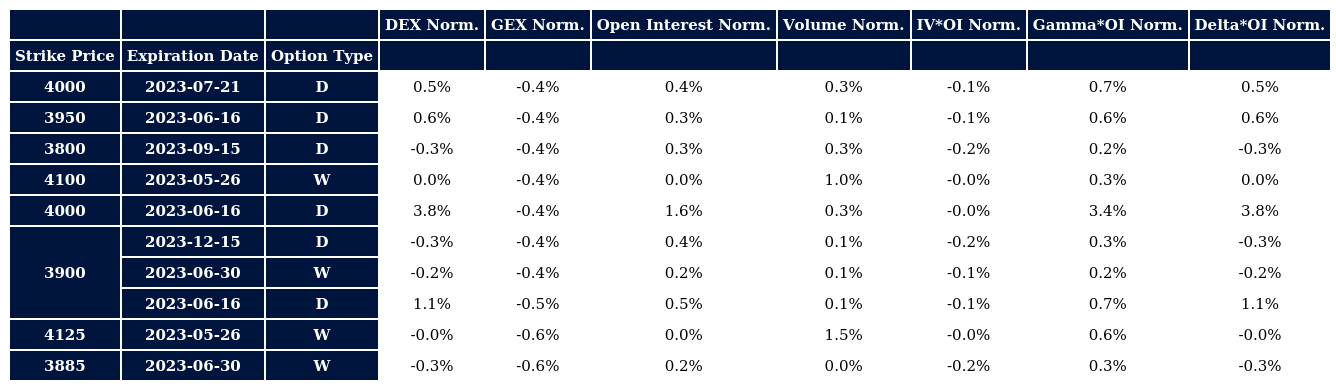 DEX Norm. GEX Norm. Open Interest Norm. Volume Norm. IV*OI Norm. Gamma*OI Norm. Delta*OI Norm.
Strike Price Expiration Date Option Type
4000 2023-07-21 D 0.5% -0.4% 0.4% 0.3% -0.1% 0.7% 0.5%
3950 2023-06-16 D 0.6% -0.4% 0.3% 0.1% -0.1% 0.6% 0.6%
3800 2023-09-15 D -0.3% -0.4% 0.3% 0.3% -0.2% 0.2% -0.3%
4100 2023-05-26 W 0.0% -0.4% 0.0% 1.0% -0.0% 0.3% 0.0%
4000 2023-06-16 D 3.8% -0.4% 1.6% 0.3% -0.0% 3.4% 3.8%
2023-12-15 D -0.3% -0.4% 0.4% 0.1% -0.2% 0.3% -0.3%
3900 2023-06-30 W -0.2% -0.4% 0.2% 0.1% -0.1% 0.2% -0.2%
2023-06-16 D 1.1% -0.5% 0.5% 0.1% -0.1% 0.7% 1.1%
4125 2023-05-26 W -0.0% -0.6% 0.0% 1.5% -0.0% 0.6% -0.0%
3885 2023-06-30 W -0.3% -0.6% 0.2% 0.0% -0.2% 0.3% -0.3%